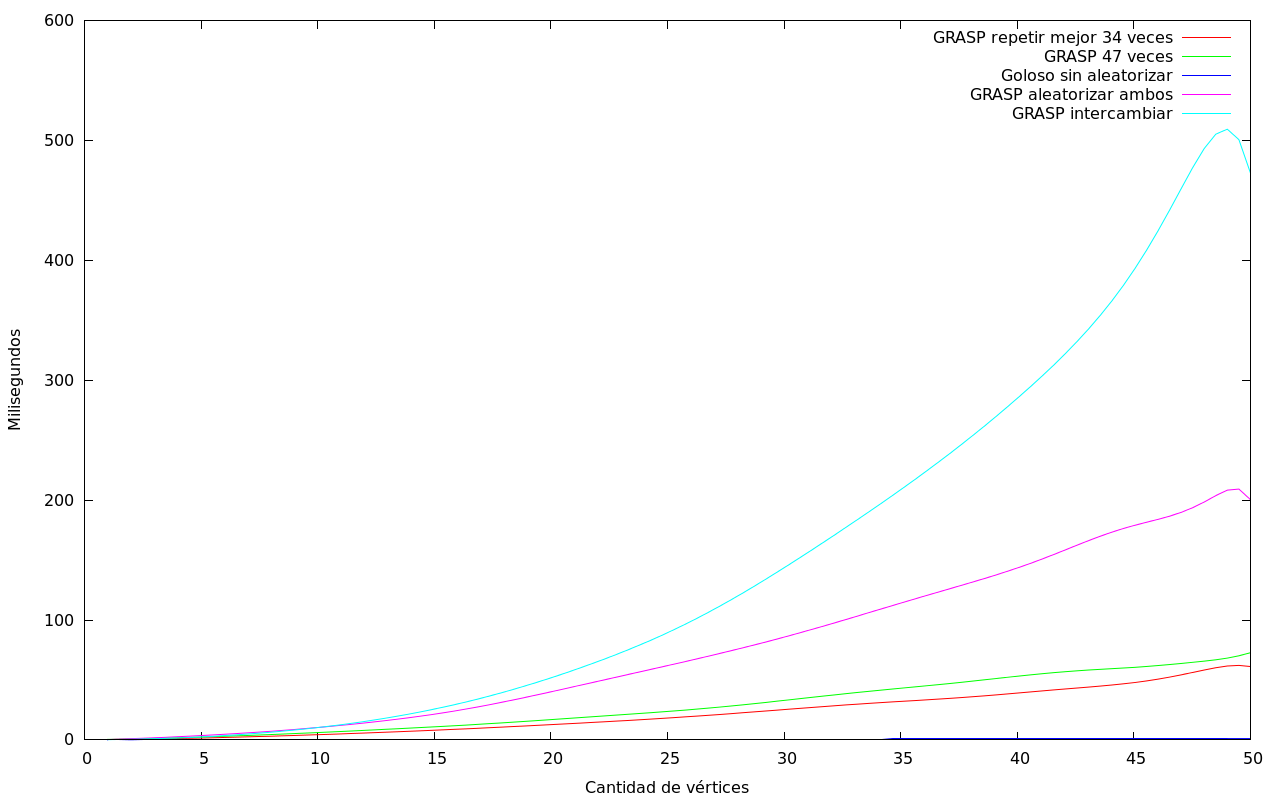 600
500
400
300
200
100
0
Milisegundos
GRASP repetir mejor 34 veces
GRASP 47 veces
Goloso sin aleatorizar
GRASP aleatorizar ambos
GRASP intercambiar
0 5 10 15 20 25 30 35 40 45 50
Cantidad de vértices